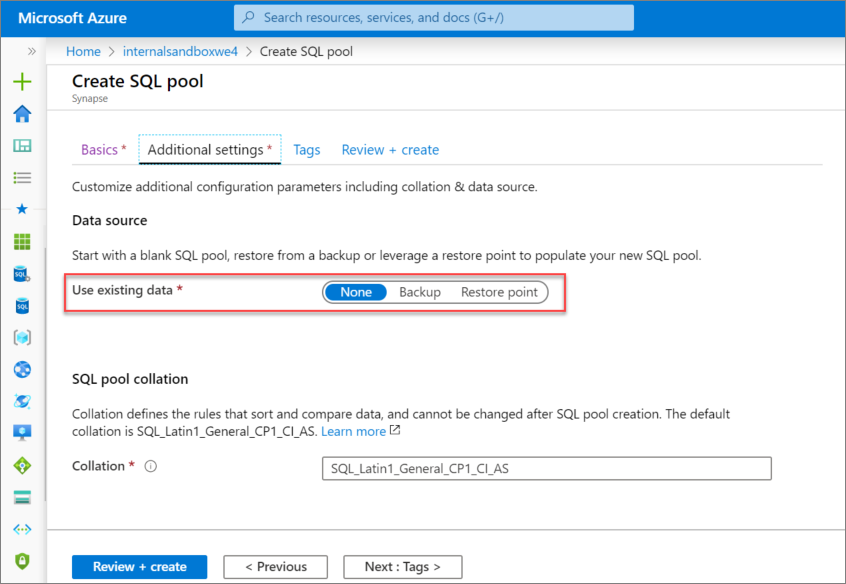 Microsoft Azure
Search resources, services, and docs (G+/)
Home > internalsandboxwe4 > Create SQL pool
Create SQL pool
Synapse
Basics * Additional settings * Tags Review + create
Customize additional configuration parameters including collation & data source.
Data source
Start with a blank SQL pool, restore from a backup or leverage a restore point to populate your new SQL pool.
Use existing data * None Backup Restore point
SQL pool collation
Collation defines the rules that sort and compare data, and cannot be changed after SQL pool creation. The default
collation is SQL_Latin1_General_CP1_CI_AS. Learn more
Collation * SQL_Latin1_General_CP1_CI_AS
Review + create < Previous Next : Tags >
SQL
SQL